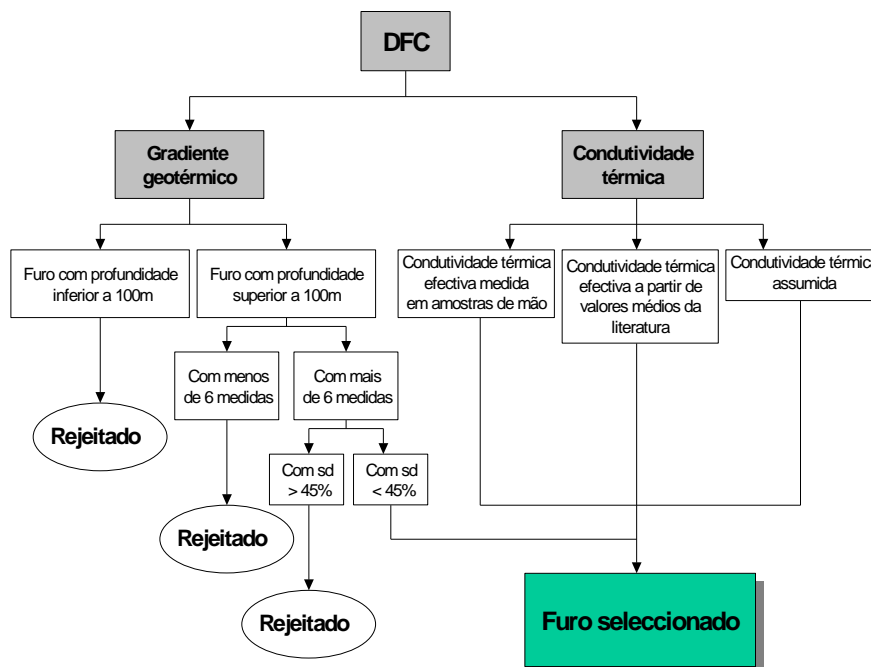 DFC
Gradiente
geotérmico
Condutividade
térmica
Furo com profundidade
inferior a 100m
Furo com profundidade
superior a 100m
Condutividade térmica
efectiva medida
em amostras de mão
Condutividade térmica
efectiva a partir de
valores médios da
literatura
Condutividade térmica
assumida
Com menos
de 6 medidas
Com mais
de 6 medidas
Rejeitado
Com sd
> 45%
Com sd
< 45%
Rejeitado
Rejeitado
Furo seleccionado